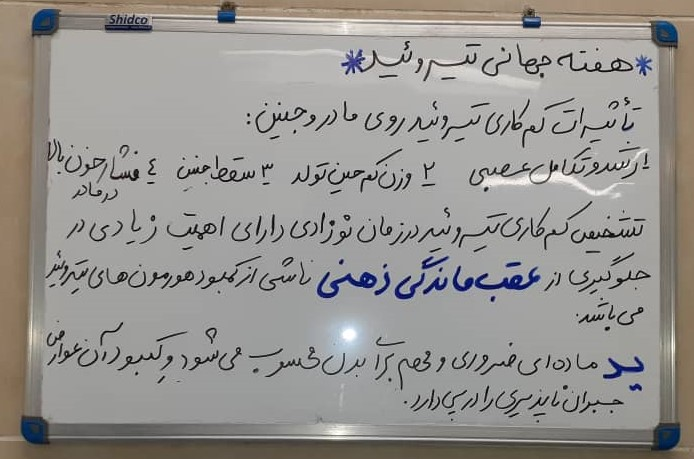 Shidco
* هفته جهانی تیروئید *
تأثیرات کم کاری تیروئید روی مادر و جنین:
۱. رشد و تکامل عصبی ۲. وزن کم حین تولد ۳. سقط جنین ٤. فشار خون بالا
در مادر
تشخیص کم کاری تیروئید در زمان نوزادی دارای اهمیت زیادی در
جلوگیری از عقب ماندگی ذهنی ناشی از کمبود هورمون های تیروئید
می باشد.
ید ماده ای ضروری و مهم برای بدن محسوب می شود و کمبود آن عوارض
جبران ناپذیری را در پی دارد.